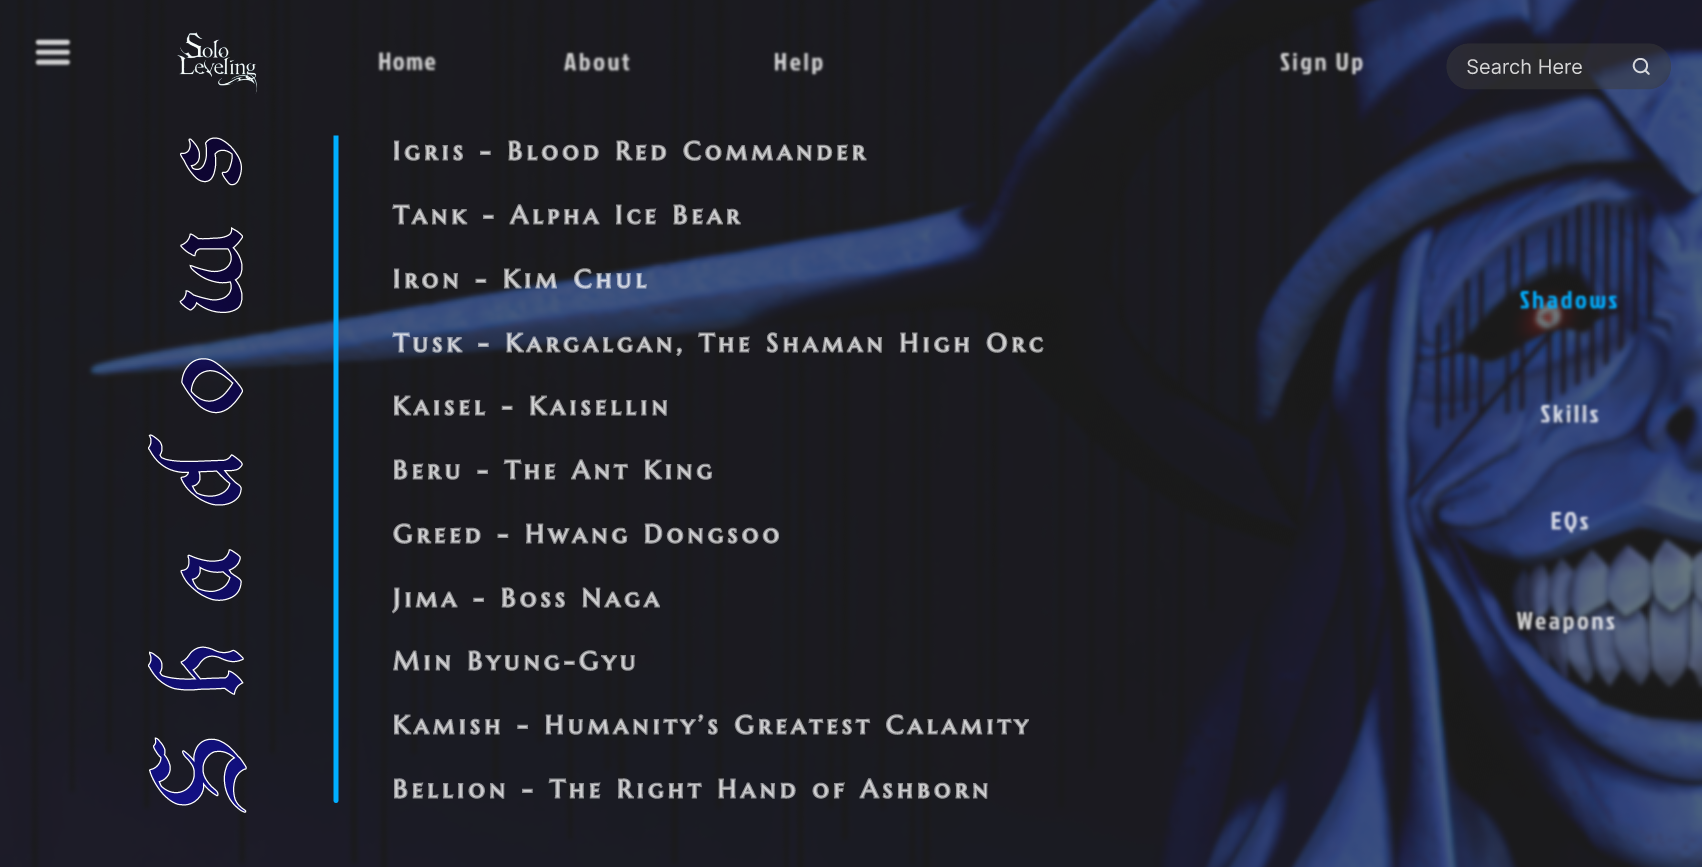 Solo
Leveling
Home
About
Help
Sign Up
Search Here
Shadows
Igris - Blood Red Commander
Tank - Alpha Ice Bear
Iron - Kim Chul
Tusk - Kargalgan, The Shaman High Orc
Kaisel - Kaisellin
Beru - The Ant King
Greed - Hwang Dongsoo
Jima - Boss Naga
Min Byung-Gyu
Kamish - Humanity’s Greatest Calamity
Bellion - The Right Hand of Ashborn
Shadows
Skills
EQs
Weapons